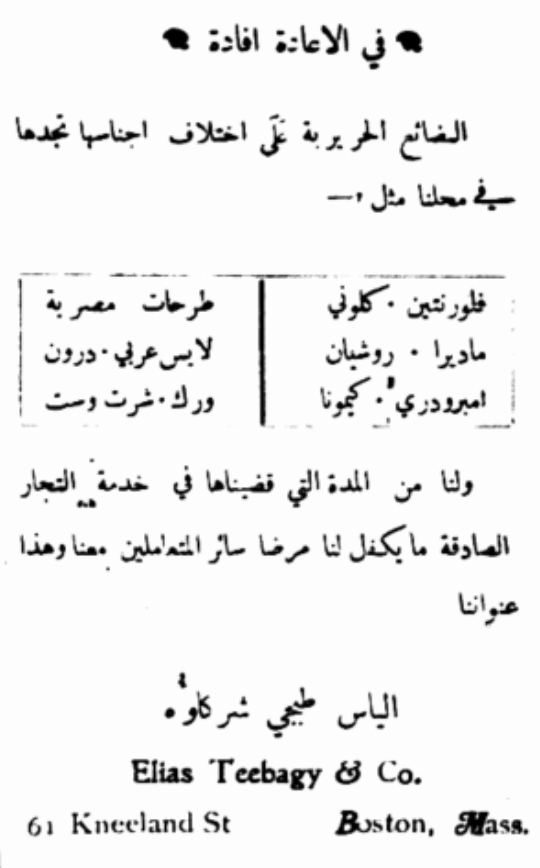 في الاعادة افادة
البضائع الحريرية عَلَى اختلاف اجناسها تجدها
في محلنا مثل :—
فلورنتين · كلوني
ماديرا · روشيان
امبرودري · كيمونا
طرحات مصرية
لابس عربي · درون
ورك · شرت وست
ولنا من المدة التي قضيناها في خدمة التجار
الصادقة ما يكفل لنا مرضا سائر المتعاملين معنا وهذا
عنواننا
الياس طبجي شركاوه
Elias Teebagy & Co.
61 Kneeland St Boston, Mass.